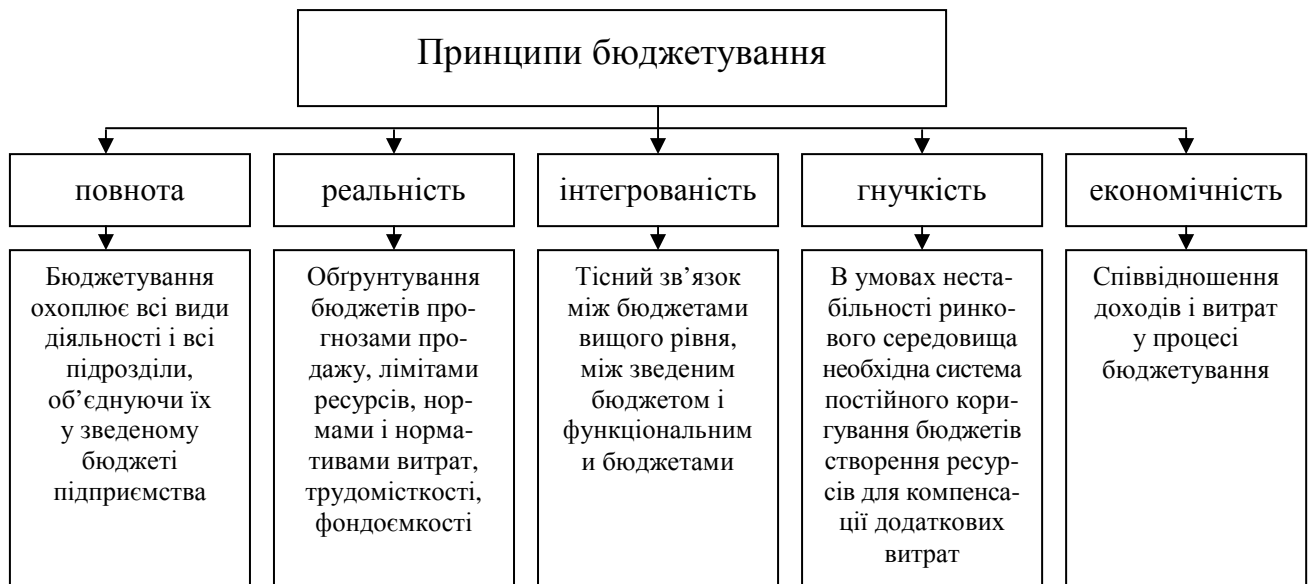 Принципи бюджетування
повнота
реальність
інтегрованість
гнучкість
економічність
Бюджетування
охоплює всі види
діяльності і всі
підрозділи,
об’єднуючи їх
у зведеному
бюджеті
підприємства
Обґрунтування
бюджетів про-
гнозами про-
дажу, лімітами
ресурсів, нор-
мами і норма-
тивами витрат,
трудомісткості,
фондоємкості
Тісний зв’язок
між бюджетами
вищого рівня,
між зведеним
бюджетом і
функціональним
и бюджетами
В умовах неста-
більності ринко-
вого середовища
необхідна система
постійного кори-
гування бюджетів
створення ресур-
сів для компенса-
ції додаткових
витрат
Співвідношення
доходів і витрат
у процесі
бюджетування